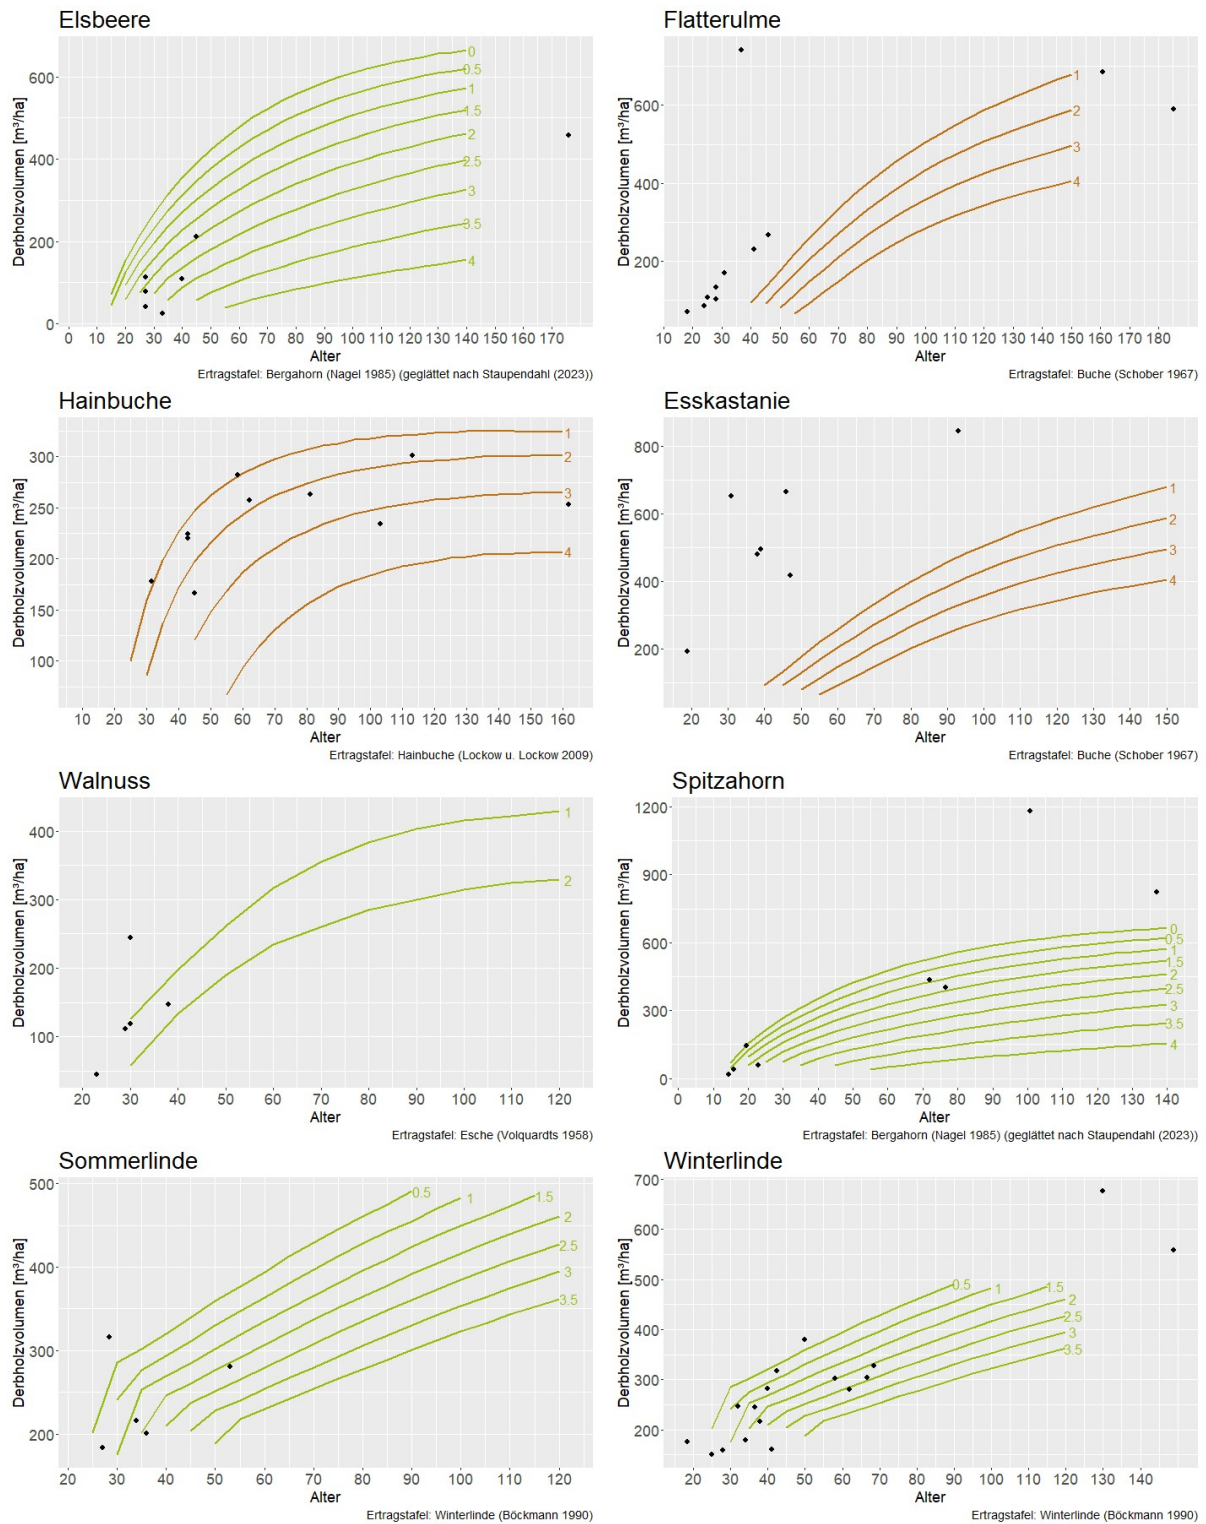 Elsbeere
Derbholzvolumen [m³/ha]
600
400
200
0
0
0.5
1
1.5
2
2.5
3
3.5
4
0 10 20 30 40 50 60 70 80 90 100 110 120 130 140 150 160 170 180
Alter
Ertragstafel: Bergahorn (Nagel 1985) (geglättet nach Staupendahl (2023))
Flatterulme
Derbholzvolumen [m³/ha]
600
400
200
1
2
3
4
10 20 30 40 50 60 70 80 90 100 110 120 130 140 150 160 170 180
Alter
Ertragstafel: Buche (Schober 1967)
Hainbuche
Derbholzvolumen [m³/ha]
300
250
200
150
100
1
2
3
4
10 20 30 40 50 60 70 80 90 100 110 120 130 140 150 160
Alter
Ertragstafel: Hainbuche (Lockow u. Lockow 2009)
Esskastanie
Derbholzvolumen [m³/ha]
800
600
400
200
1
2
3
4
20 30 40 50 60 70 80 90 100 110 120 130 140 150
Alter
Ertragstafel: Buche (Schober 1967)
Walnuss
Derbholzvolumen [m³/ha]
400
300
200
100
1
2
20 30 40 50 60 70 80 90 100 110 120
Alter
Ertragstafel: Esche (Volquardts 1958)
Spitzahorn
Derbholzvolumen [m³/ha]
1200
900
600
300
0
0
0.5
1
1.5
2
2.5
3
3.5
4
0 10 20 30 40 50 60 70 80 90 100 110 120 130 140
Alter
Ertragstafel: Bergahorn (Nagel 1985) (geglättet nach Staupendahl (2023))
Sommerlinde
Derbholzvolumen [m³/ha]
500
400
300
200
0.5
1
1.5
2
2.5
3
3.5
20 30 40 50 60 70 80 90 100 110 120
Alter
Ertragstafel: Winterlinde (Böckmann 1990)
Winterlinde
Derbholzvolumen [m³/ha]
700
600
500
400
300
200
0.5
1
1.5
2
2.5
3
3.5
20 30 40 50 60 70 80 90 100 110 120 130 140
Alter
Ertragstafel: Winterlinde (Böckmann 1990)